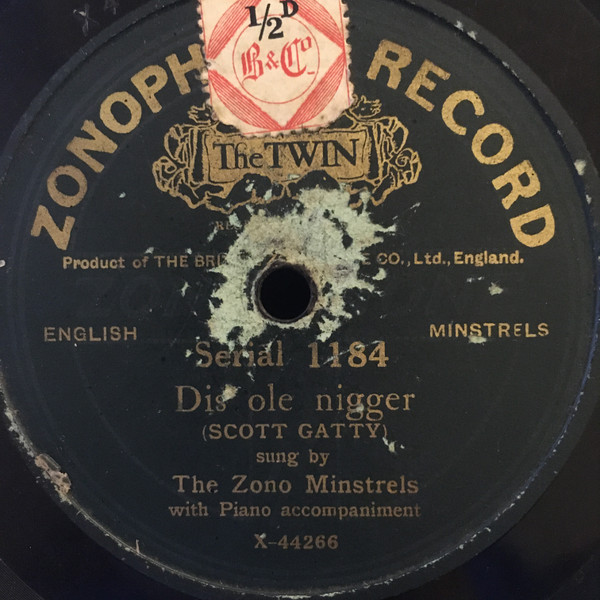 1/2D
B&Co
ZONOPH RECORD
The TWIN
Product of THE BRI CO., Ltd., England.
ENGLISH MINSTRELS
Serial 1184
Dis ole nigger
(SCOTT GATTY)
sung by
The Zono Minstrels
with Piano accompaniment
X-44266